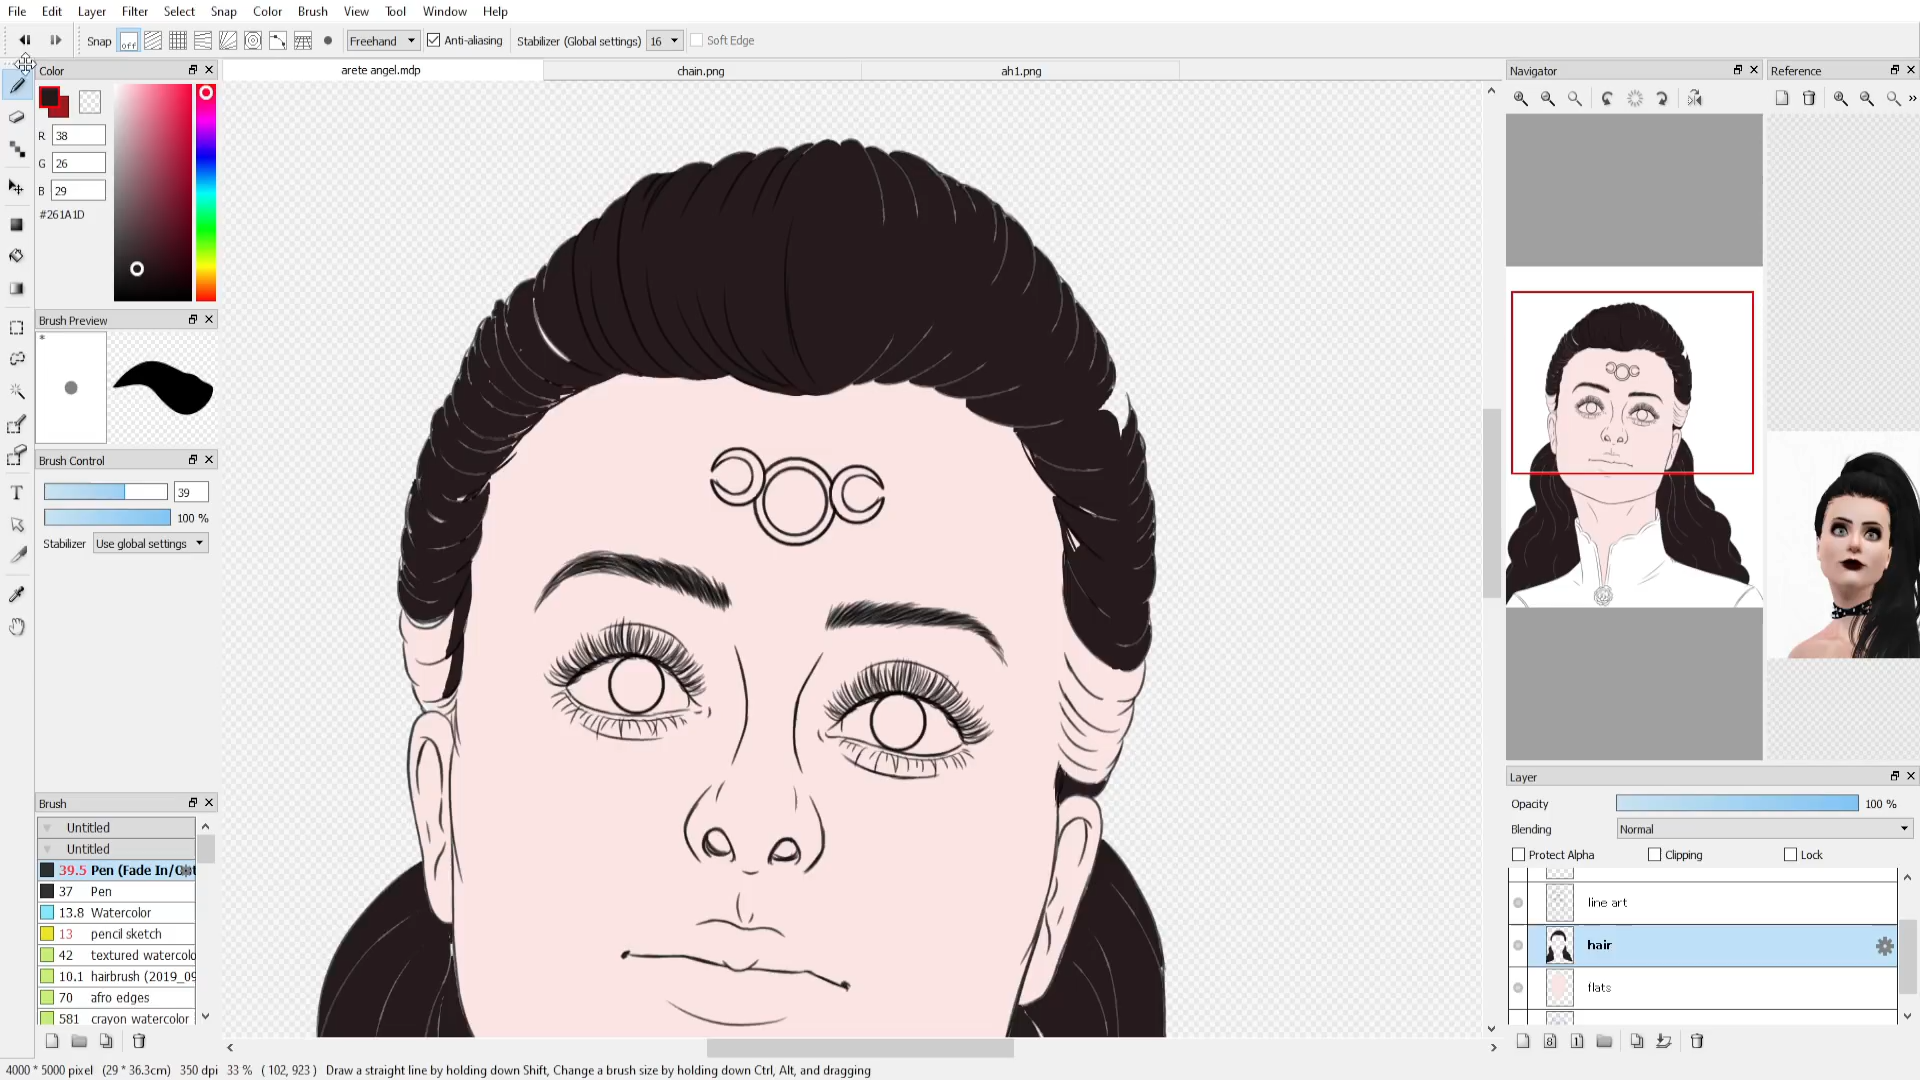 File Edit Layer Filter Select Snap Color Brush View Tool Window Help
Snap off Freehand Anti-aliasing Stabilizer (Global settings) 16 Soft Edge
Color
arete angel.mdp chain.png ah1.png
Navigator
Reference
R 38
G 26
B 29
#261A1D
Brush Preview
*
Brush Control
39
100 %
Stabilizer Use global settings
T
Brush
Untitled
Untitled
39.5 Pen (Fade In/Out
37 Pen
13.8 Watercolor
13 pencil sketch
42 textured watercolo
10.1 hairbrush (2019_09
70 afro edges
581 crayon watercolor
Layer
Opacity 100 %
Blending Normal
Protect Alpha Clipping Lock
line art
hair
flats
8 1
4000 * 5000 pixel (29 * 36.3cm) 350 dpi 33 % ( 102, 923 ) Draw a straight line by holding down Shift, Change a brush size by holding down Ctrl, Alt, and dragging